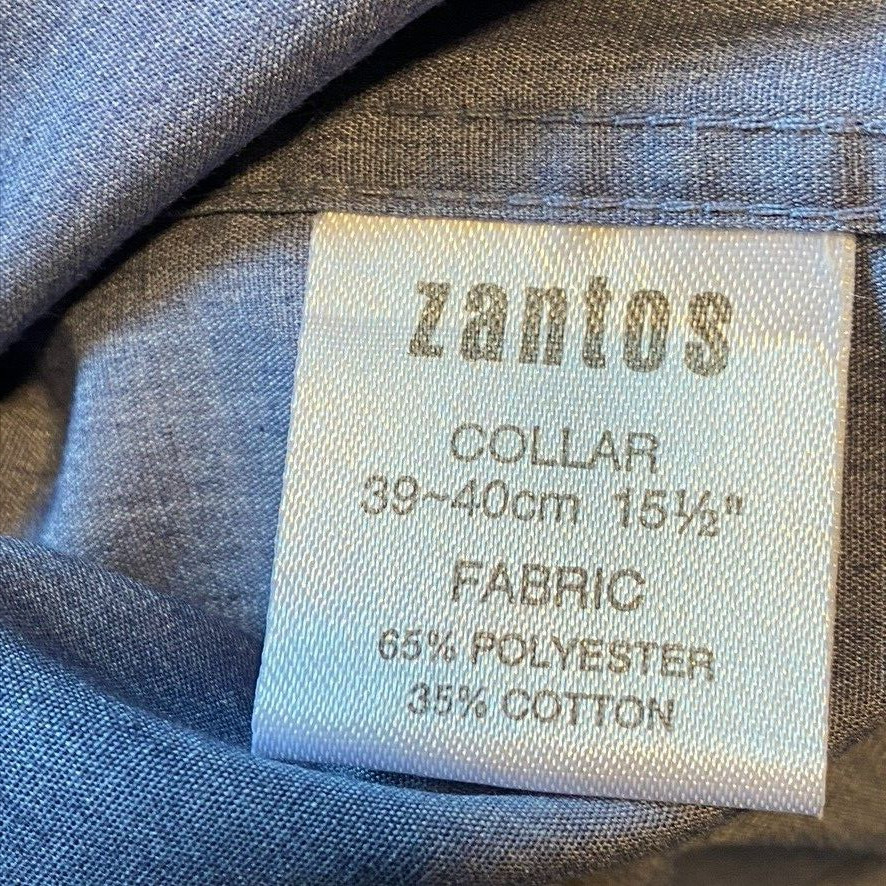 zantos
COLLAR
39~40cm 15½"
FABRIC
65% POLYESTER
35% COTTON